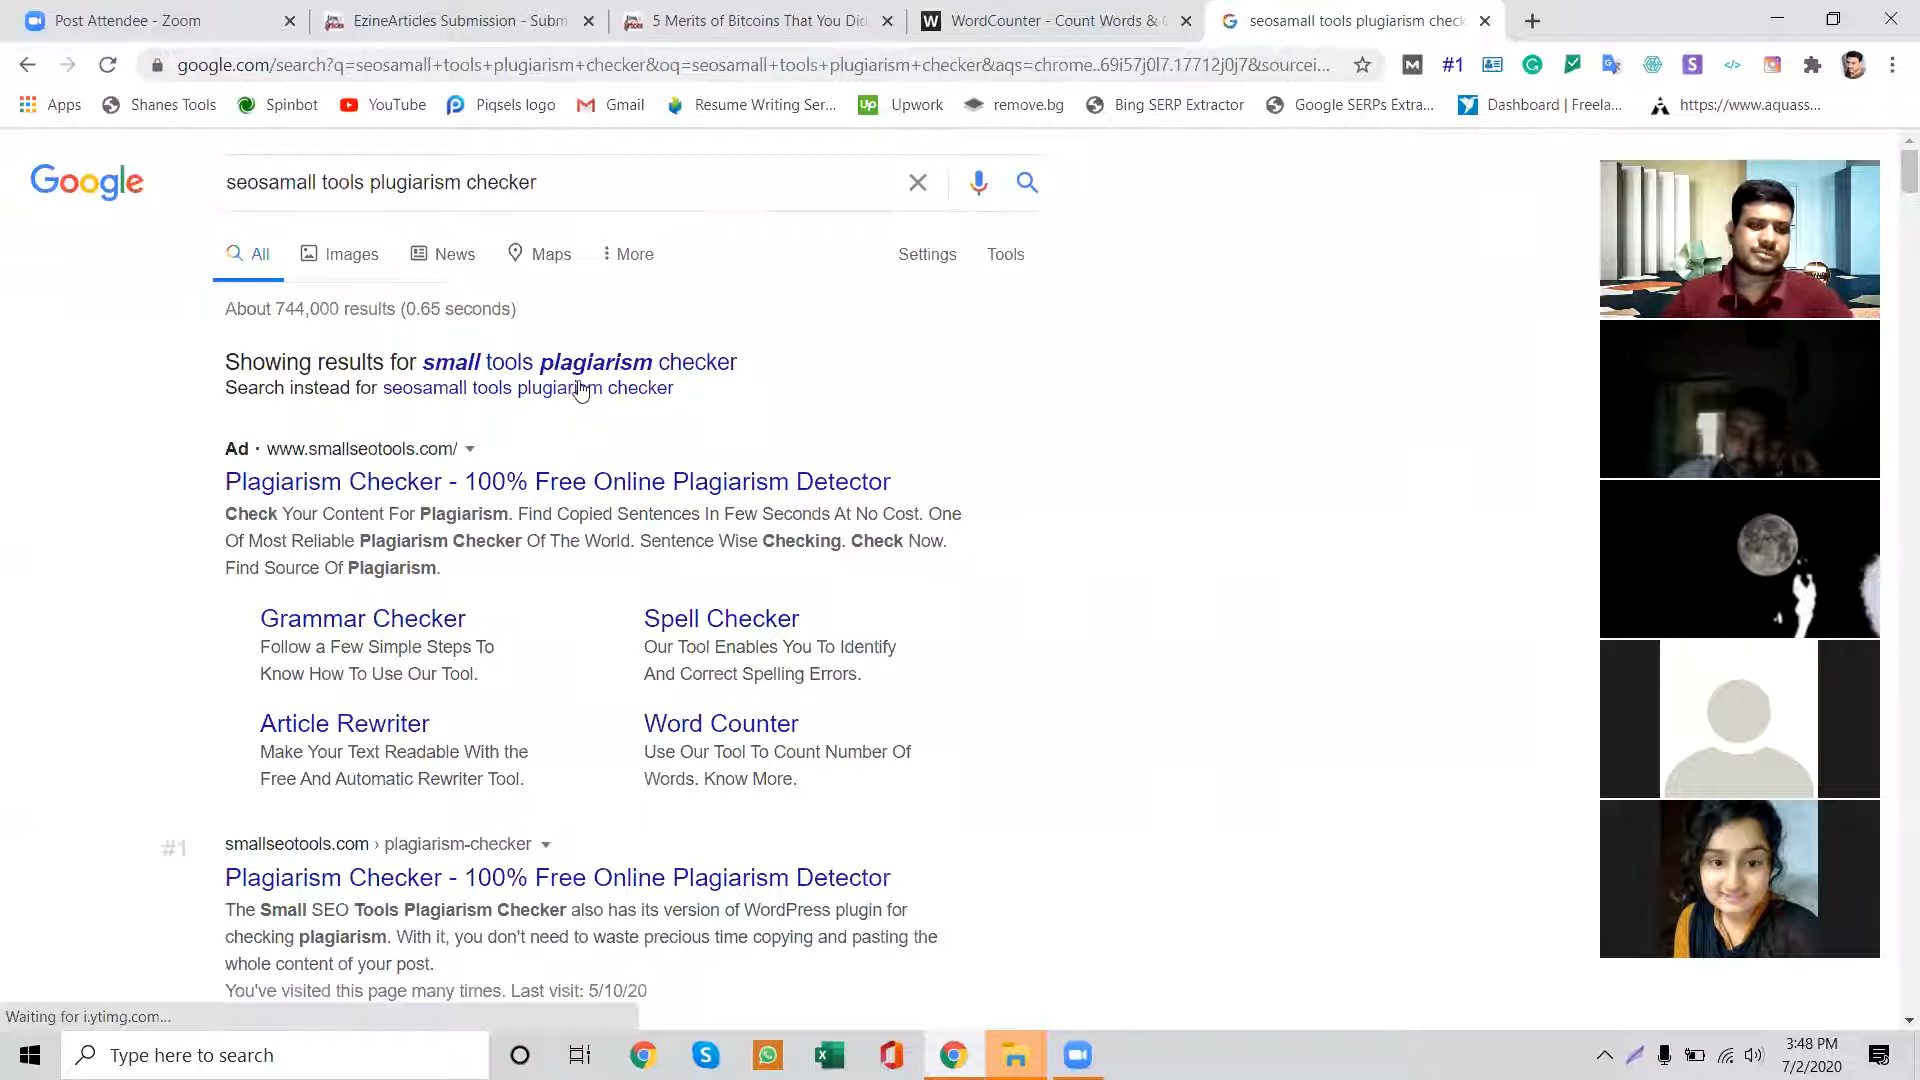 Post Attendee - Zoom
EzineArticles Submission - Subm
5 Merits of Bitcoins That You Did
WordCounter - Count Words &
seosamall tools plugiarism check
google.com/search?q=seosamall+tools+plugiarism+checker&oq=seosamall+tools+plugiarism+checker&aqs=chrome..69i57j0l7.17712j0j7&sourcei...
#1
Apps
Shanes Tools
Spinbot
YouTube
Piqsels logo
Gmail
Resume Writing Ser...
Upwork
remove.bg
Bing SERP Extractor
Google SERPs Extra...
Dashboard | Freela...
https://www.aquass...
Google
seosamall tools plugiarism checker
All
Images
News
Maps
More
Settings
Tools
About 744,000 results (0.65 seconds)
Showing results for small tools plagiarism checker
Search instead for seosamall tools plugiarism checker
Ad · www.smallseotools.com/
Plagiarism Checker - 100% Free Online Plagiarism Detector
Check Your Content For Plagiarism. Find Copied Sentences In Few Seconds At No Cost. One
Of Most Reliable Plagiarism Checker Of The World. Sentence Wise Checking. Check Now.
Find Source Of Plagiarism.
Grammar Checker
Follow a Few Simple Steps To
Know How To Use Our Tool.
Spell Checker
Our Tool Enables You To Identify
And Correct Spelling Errors.
Article Rewriter
Make Your Text Readable With the
Free And Automatic Rewriter Tool.
Word Counter
Use Our Tool To Count Number Of
Words. Know More.
#1
smallseotools.com › plagiarism-checker
Plagiarism Checker - 100% Free Online Plagiarism Detector
The Small SEO Tools Plagiarism Checker also has its version of WordPress plugin for
checking plagiarism. With it, you don't need to waste precious time copying and pasting the
whole content of your post.
You've visited this page many times. Last visit: 5/10/20
Waiting for i.ytimg.com...
Type here to search
3:48 PM
7/2/2020